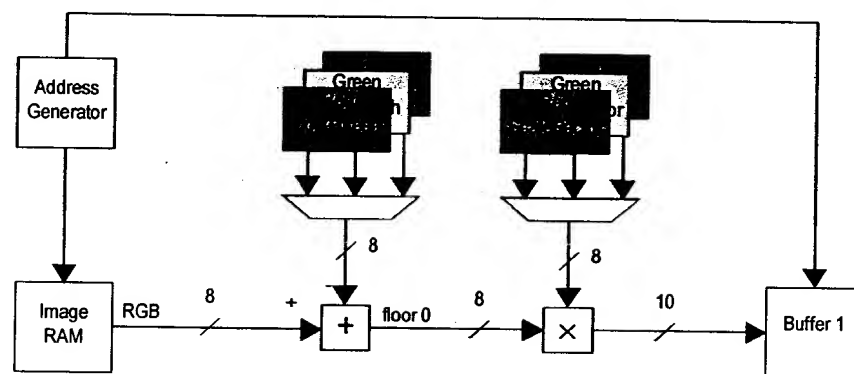 Address
Generator
Green
Green
8
8
Image
RAM
RGB
8
+
+
floor 0
8
×
10
Buffer 1